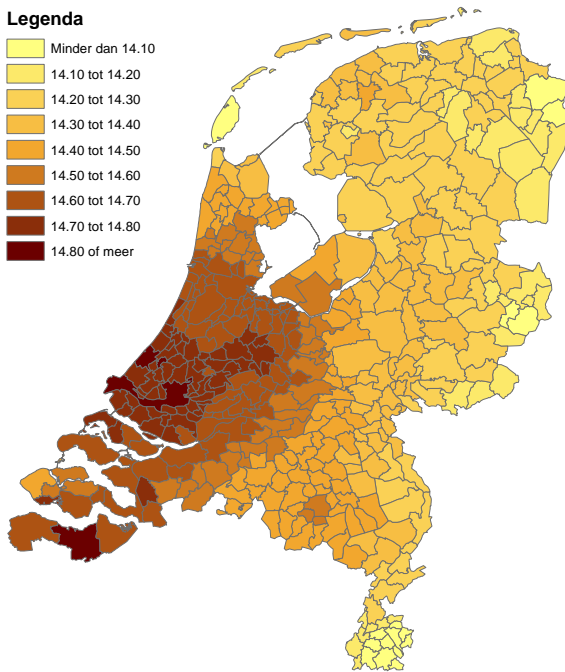 Legenda
Minder dan 14.10
14.10 tot 14.20
14.20 tot 14.30
14.30 tot 14.40
14.40 tot 14.50
14.50 tot 14.60
14.60 tot 14.70
14.70 tot 14.80
14.80 of meer